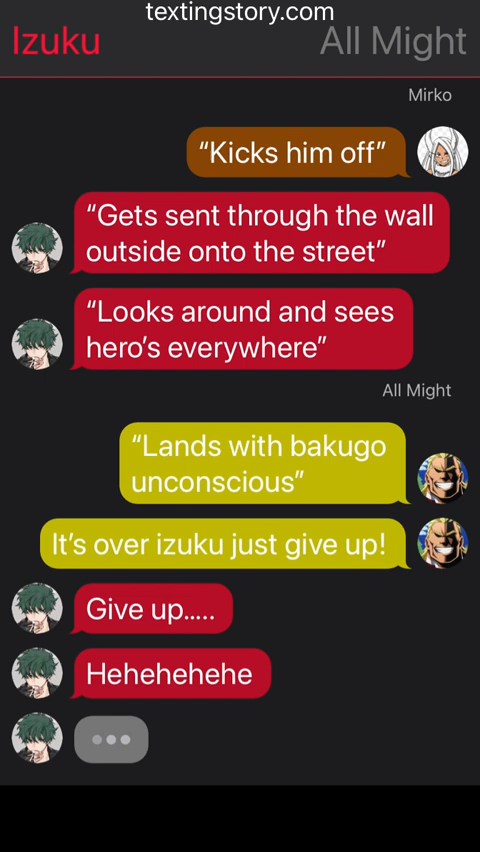 textingstory.com
Izuku
All Might
Mirko
“Kicks him off”
“Gets sent through the wall
outside onto the street”
“Looks around and sees
hero’s everywhere”
All Might
“Lands with bakugo
unconscious”
It’s over izuku just give up!
Give up.....
Hehehehehe